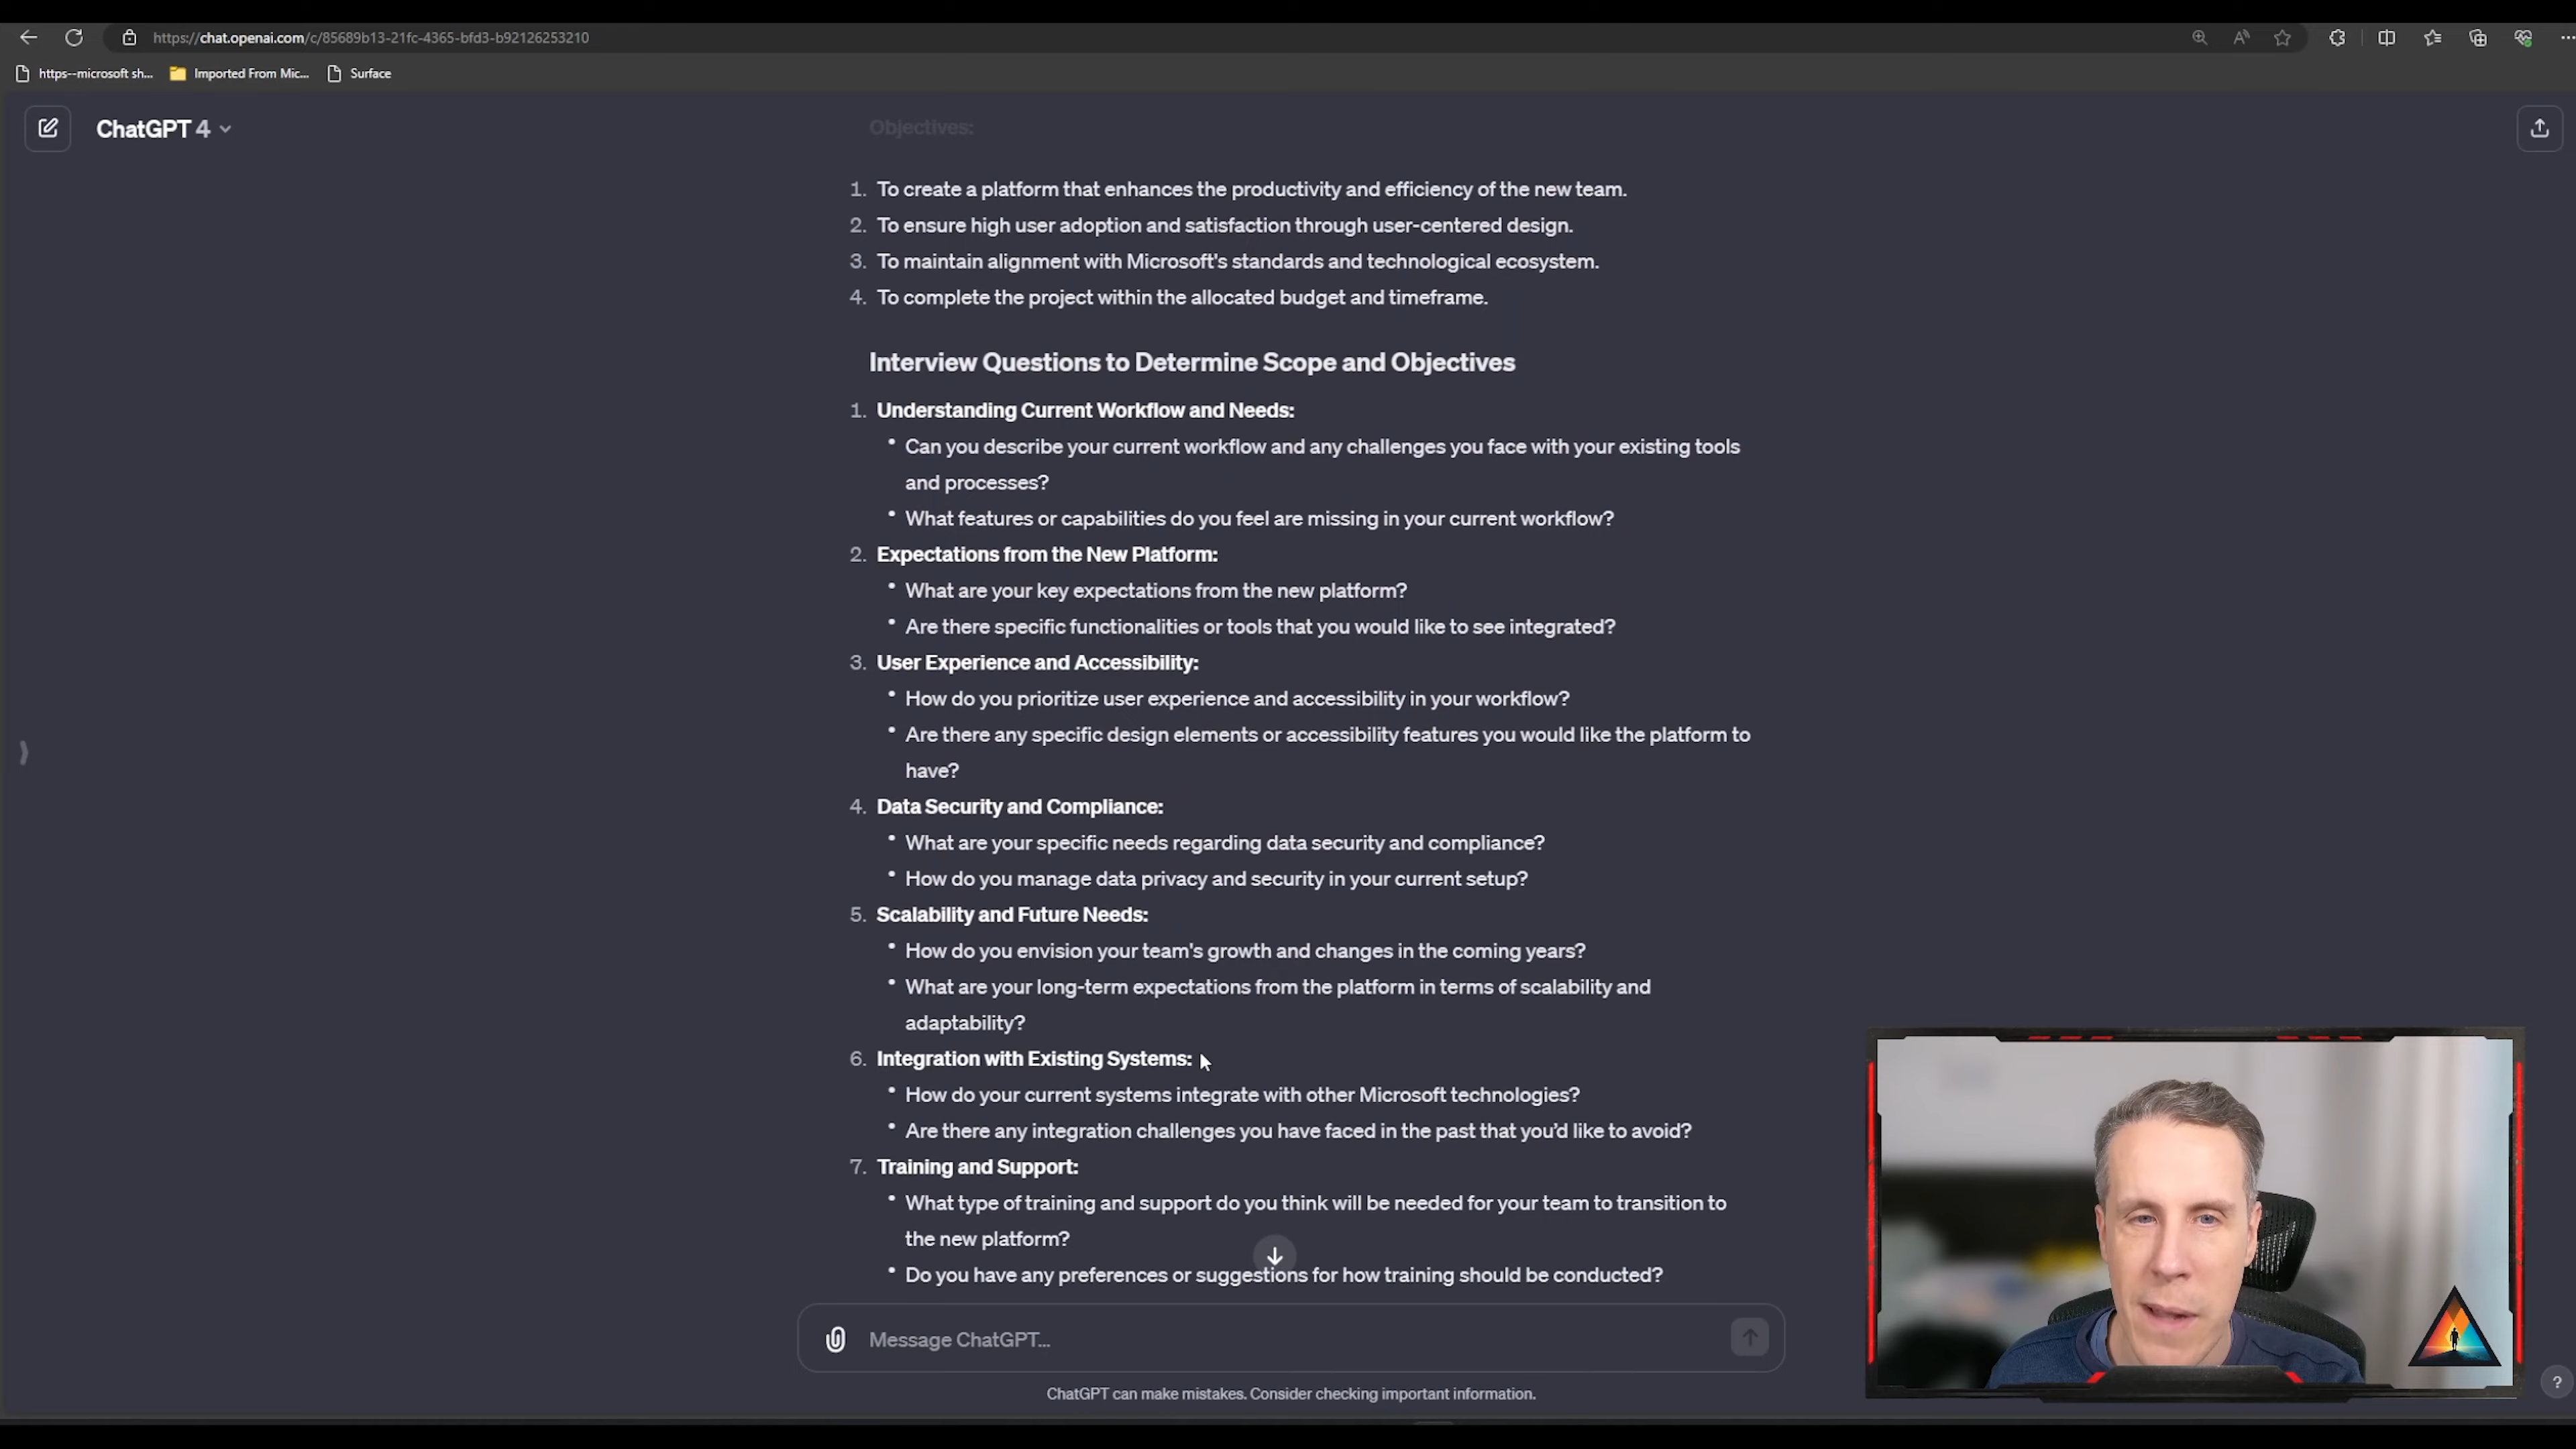 https://chat.openai.com/c/85689b13-21fc-4365-bfd3-b92126253210
https--microsoft sh...
Imported From Mic...
Surface
ChatGPT 4
Objectives:
1. To create a platform that enhances the productivity and efficiency of the new team.
2. To ensure high user adoption and satisfaction through user-centered design.
3. To maintain alignment with Microsoft's standards and technological ecosystem.
4. To complete the project within the allocated budget and timeframe.
Interview Questions to Determine Scope and Objectives
1. Understanding Current Workflow and Needs:
• Can you describe your current workflow and any challenges you face with your existing tools
and processes?
• What features or capabilities do you feel are missing in your current workflow?
2. Expectations from the New Platform:
• What are your key expectations from the new platform?
• Are there specific functionalities or tools that you would like to see integrated?
3. User Experience and Accessibility:
• How do you prioritize user experience and accessibility in your workflow?
• Are there any specific design elements or accessibility features you would like the platform to
have?
4. Data Security and Compliance:
• What are your specific needs regarding data security and compliance?
• How do you manage data privacy and security in your current setup?
5. Scalability and Future Needs:
• How do you envision your team's growth and changes in the coming years?
• What are your long-term expectations from the platform in terms of scalability and
adaptability?
6. Integration with Existing Systems:
• How do your current systems integrate with other Microsoft technologies?
• Are there any integration challenges you have faced in the past that you'd like to avoid?
7. Training and Support:
• What type of training and support do you think will be needed for your team to transition to
the new platform?
• Do you have any preferences or suggestions for how training should be conducted?
Message ChatGPT...
ChatGPT can make mistakes. Consider checking important information.
?